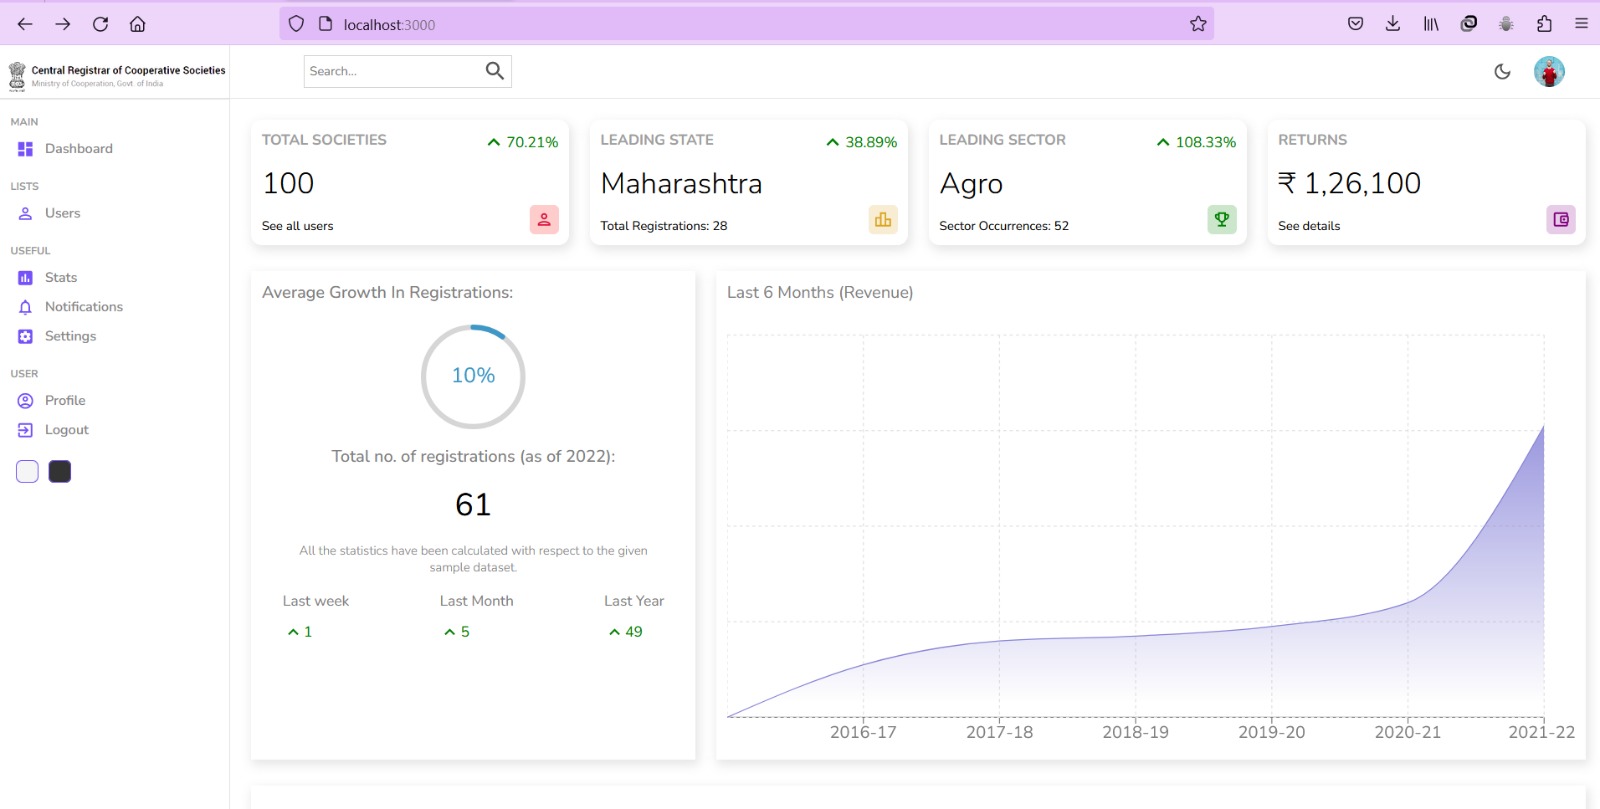 localhost:3000
Central Registrar of Cooperative Societies
Ministry of Cooperation, Govt. of India
Search...
MAIN
Dashboard
LISTS
Users
USEFUL
Stats
Notifications
Settings
USER
Profile
Logout
TOTAL SOCIETIES
70.21%
100
See all users
LEADING STATE
38.89%
Maharashtra
Total Registrations: 28
LEADING SECTOR
108.33%
Agro
Sector Occurrences: 52
RETURNS
₹ 1,26,100
See details
Average Growth In Registrations:
10%
Total no. of registrations (as of 2022):
61
All the statistics have been calculated with respect to the given
sample dataset.
Last week Last Month Last Year
1 5 49
Last 6 Months (Revenue)
2016-17 2017-18 2018-19 2019-20 2020-21 2021-22